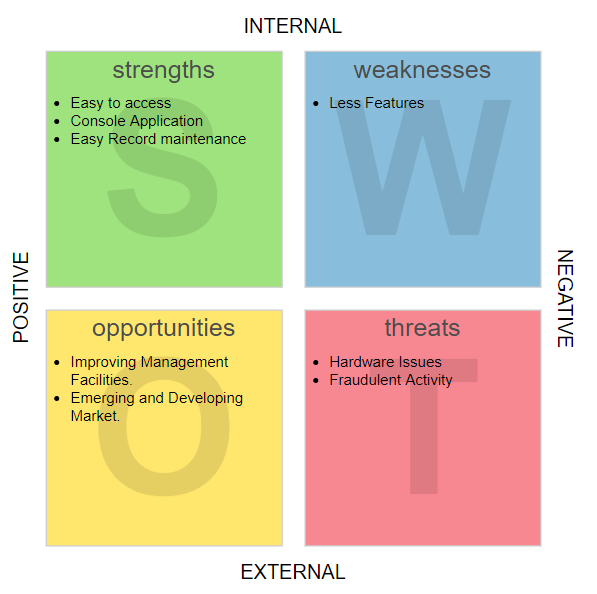 INTERNAL
strengths
• Easy to access
• Console Application
• Easy Record maintenance
S
weaknesses
• Less Features
W
POSITIVE
NEGATIVE
opportunities
• Improving Management
Facilities.
• Emerging and Developing
Market.
O
threats
• Hardware Issues
• Fraudulent Activity
T
EXTERNAL